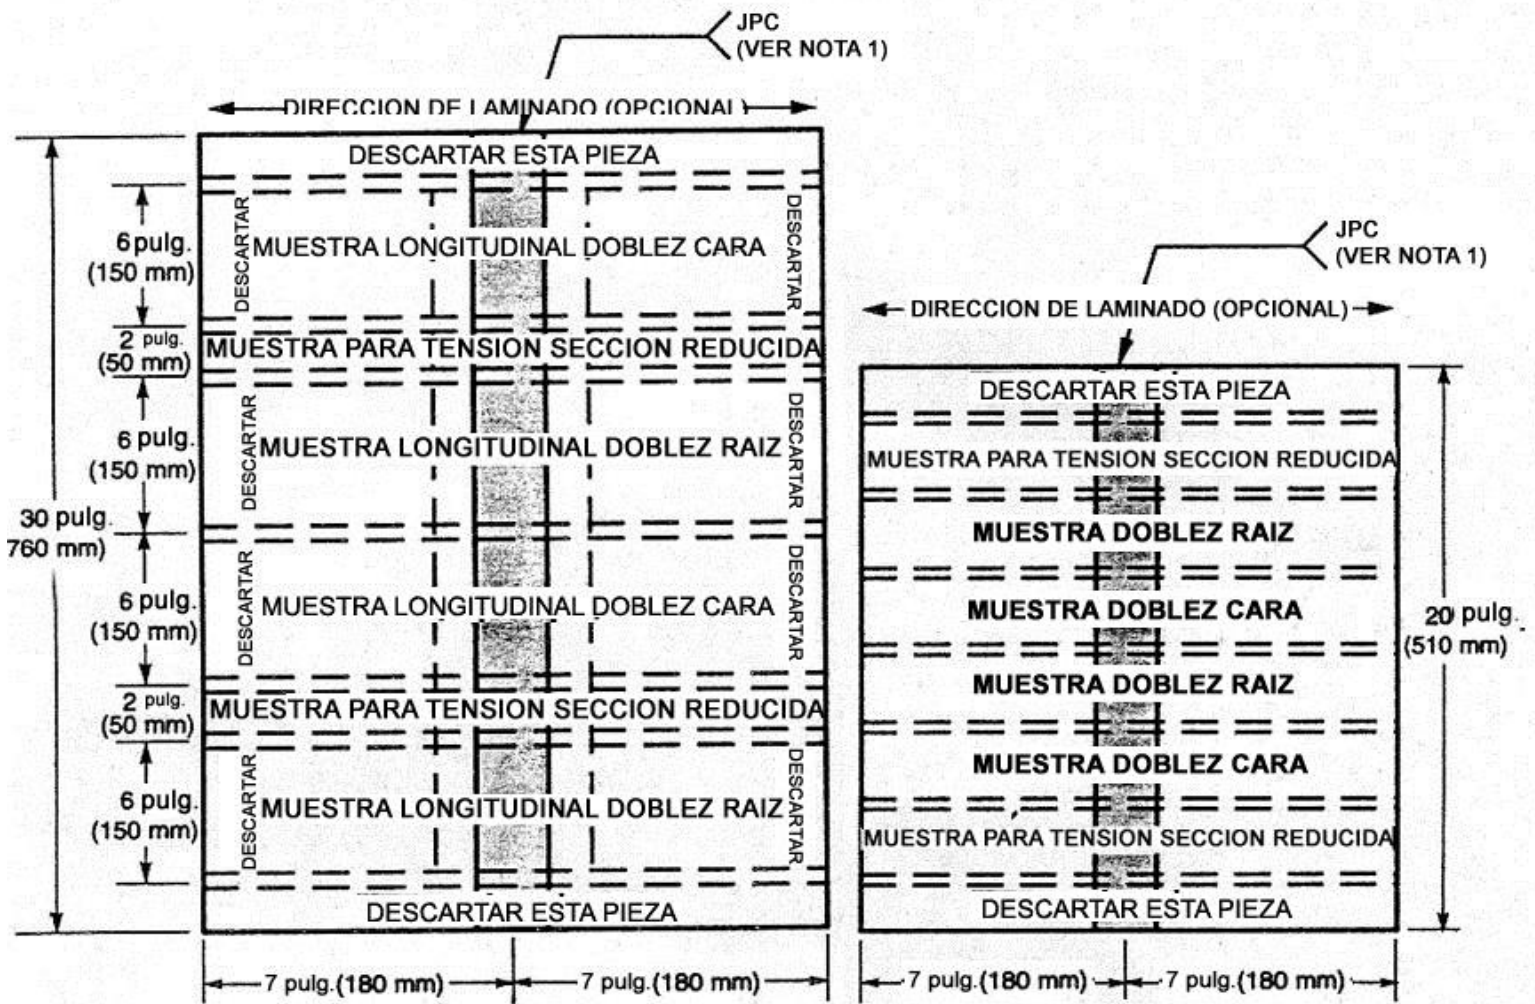 JPC
(VER NOTA 1)
DIRECCION DE LAMINADO (OPCIONAL)
DESCARTAR ESTA PIEZA
DESCARTAR
DESCARTAR
6 pulg.
(150 mm)
MUESTRA LONGITUDINAL DOBLEZ CARA
2 pulg.
(50 mm)
MUESTRA PARA TENSION SECCION REDUCIDA
DESCARTAR
DESCARTAR
6 pulg.
(150 mm)
MUESTRA LONGITUDINAL DOBLEZ RAIZ
30 pulg.
760 mm)
DESCARTAR
DESCARTAR
6 pulg.
(150 mm)
MUESTRA LONGITUDINAL DOBLEZ CARA
2 pulg.
(50 mm)
MUESTRA PARA TENSION SECCION REDUCIDA
DESCARTAR
DESCARTAR
6 pulg.
(150 mm)
MUESTRA LONGITUDINAL DOBLEZ RAIZ
DESCARTAR ESTA PIEZA
7 pulg.(180 mm)
7 pulg.(180 mm)
JPC
(VER NOTA 1)
DIRECCION DE LAMINADO (OPCIONAL)
DESCARTAR ESTA PIEZA
MUESTRA PARA TENSION SECCION REDUCIDA
MUESTRA DOBLEZ RAIZ
MUESTRA DOBLEZ CARA
20 pulg.
(510 mm)
MUESTRA DOBLEZ RAIZ
MUESTRA DOBLEZ CARA
MUESTRA PARA TENSION SECCION REDUCIDA
DESCARTAR ESTA PIEZA
7 pulg.(180 mm)
7 pulg.(180 mm)